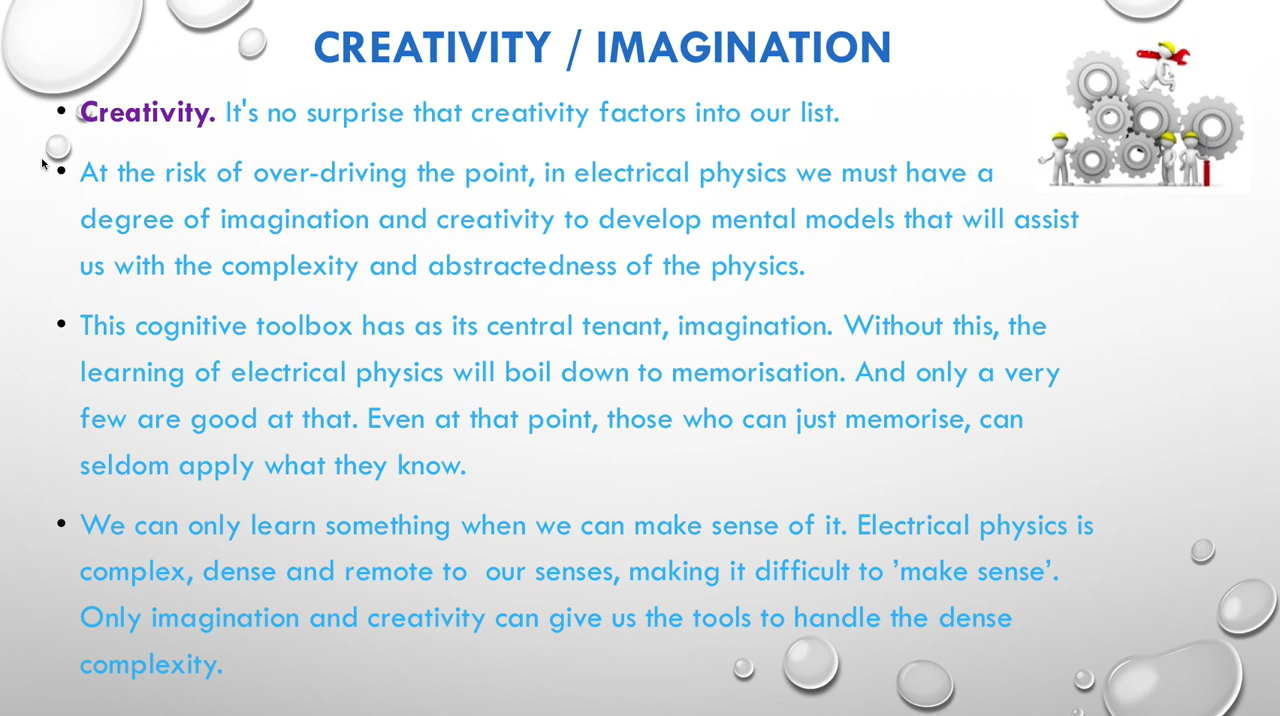 CREATIVITY / IMAGINATION
• Creativity. It's no surprise that creativity factors into our list.
• At the risk of over-driving the point, in electrical physics we must have a
degree of imagination and creativity to develop mental models that will assist
us with the complexity and abstractedness of the physics.
• This cognitive toolbox has as its central tenant, imagination. Without this, the
learning of electrical physics will boil down to memorisation. And only a very
few are good at that. Even at that point, those who can just memorise, can
seldom apply what they know.
• We can only learn something when we can make sense of it. Electrical physics is
complex, dense and remote to  our senses, making it difficult to ’make sense’.
Only imagination and creativity can give us the tools to handle the dense
complexity.